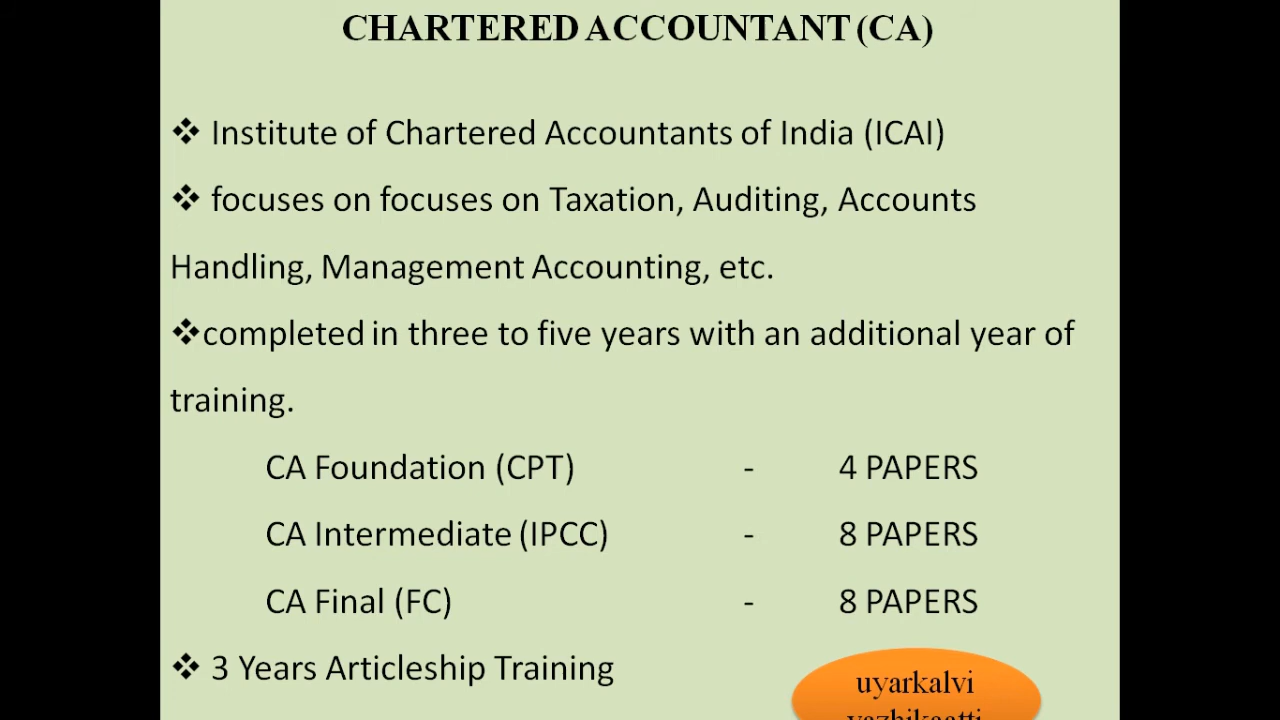 CHARTERED ACCOUNTANT (CA)
❖ Institute of Chartered Accountants of India (ICAI)
❖ focuses on focuses on Taxation, Auditing, Accounts
Handling, Management Accounting, etc.
❖completed in three to five years with an additional year of
training.
CA Foundation (CPT) - 4 PAPERS
CA Intermediate (IPCC) - 8 PAPERS
CA Final (FC) - 8 PAPERS
❖ 3 Years Articleship Training
uyarkalvi
vazhikaatti